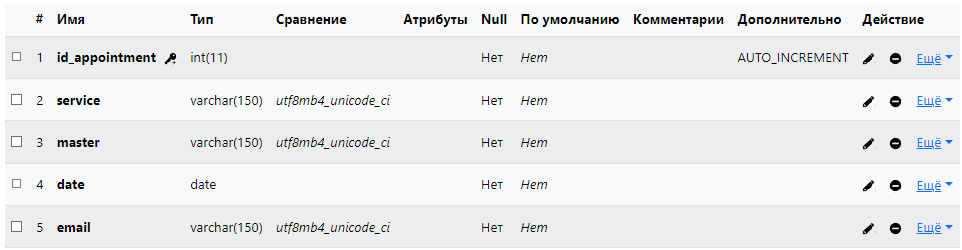 # Имя Тип Сравнение Атрибуты Null По умолчанию Комментарии Дополнительно Действие
1 id_appointment int(11) Нет Нет AUTO_INCREMENT Ещё
2 service varchar(150) utf8mb4_unicode_ci Нет Нет Ещё
3 master varchar(150) utf8mb4_unicode_ci Нет Нет Ещё
4 date date Нет Нет Ещё
5 email varchar(150) utf8mb4_unicode_ci Нет Нет Ещё